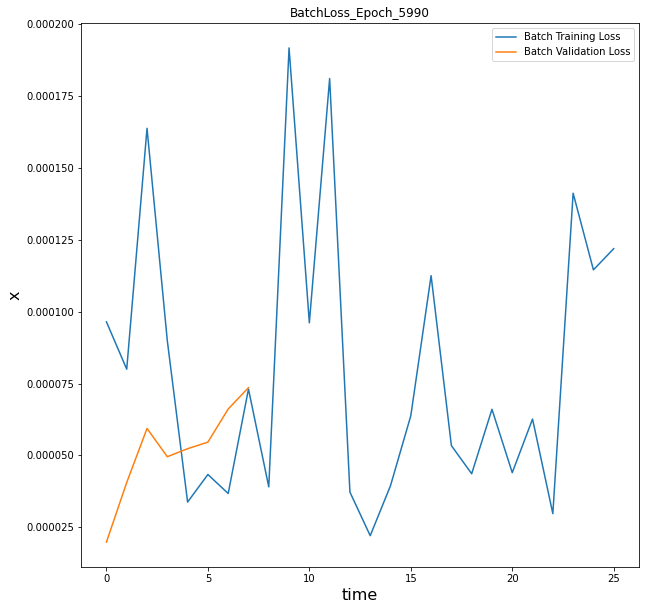 BatchLoss_Epoch_5990
Batch Training Loss
Batch Validation Loss
0.000200
0.000175
0.000150
0.000125
0.000100
0.000075
0.000050
0.000025
x
0 5 10 15 20 25
time